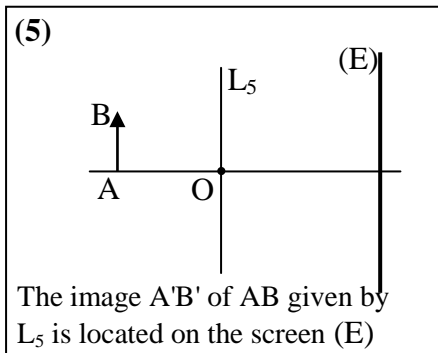 (5)
(E)
L₅
B
A
O
The image A'B' of AB given by
L₅ is located on the screen (E)